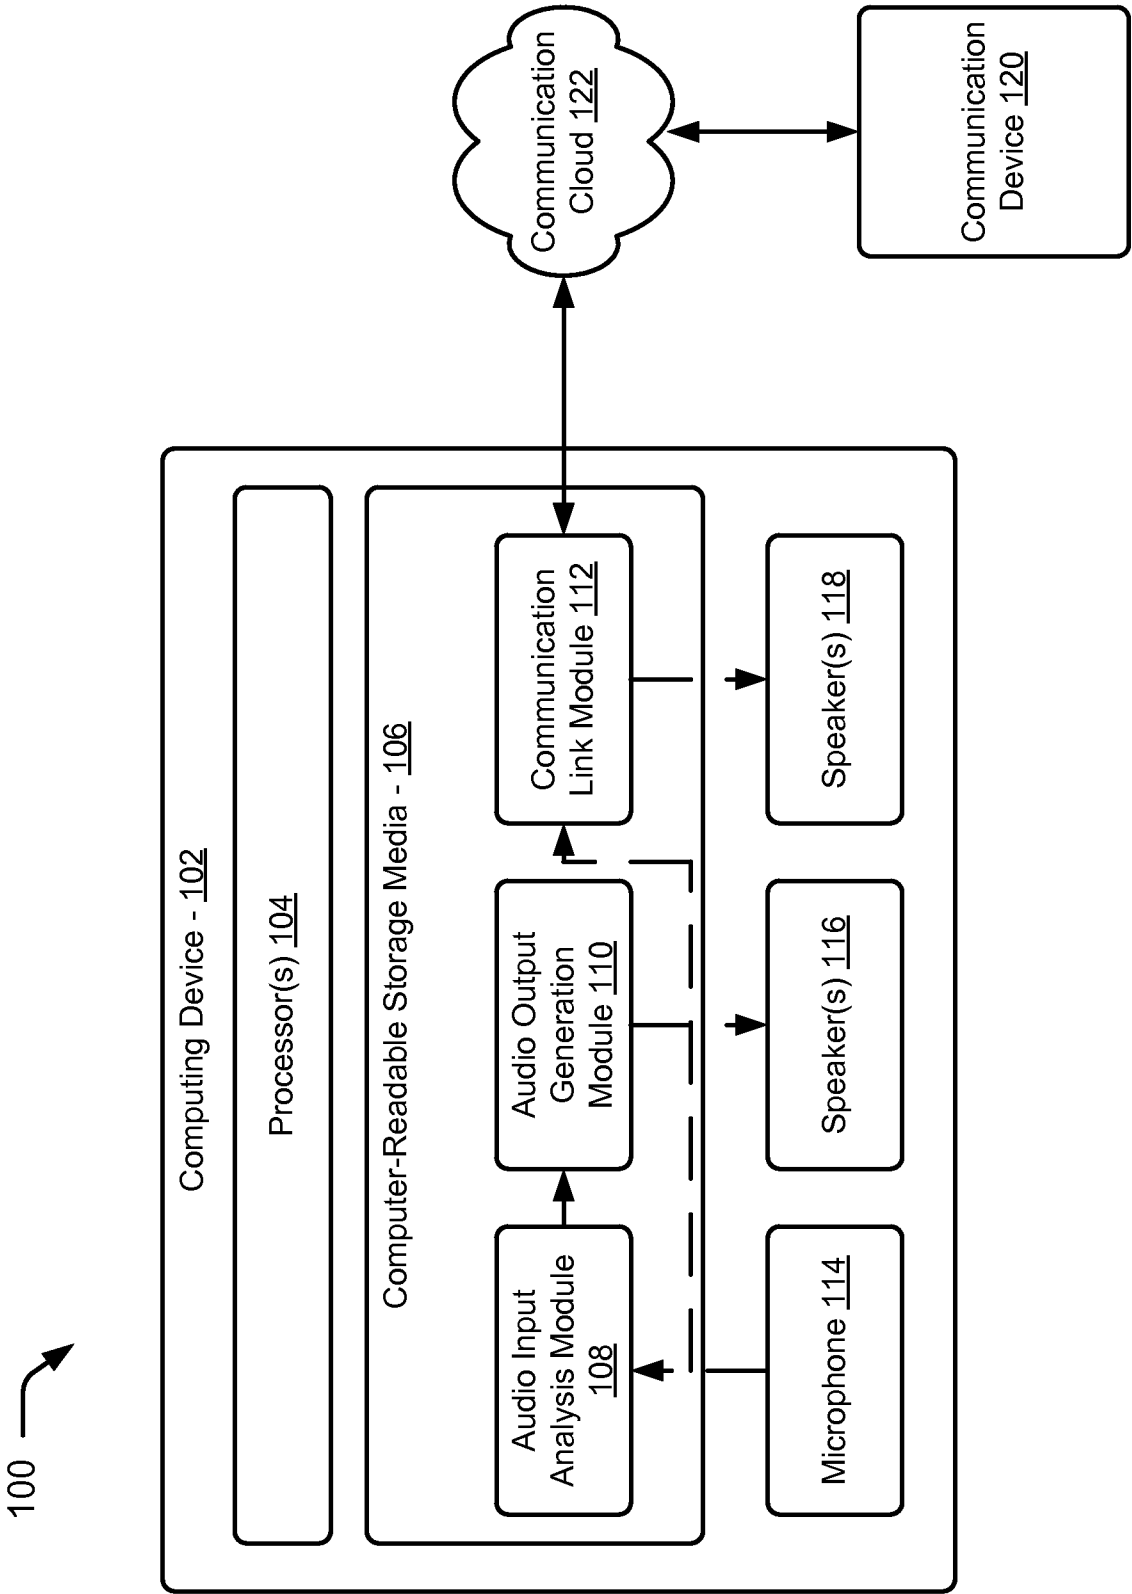 100
Computing Device - 102
Processor(s) 104
Computer-Readable Storage Media - 106
Audio Input
Analysis Module
108
Audio Output
Generation
Module 110
Communication
Link Module 112
Microphone 114
Speaker(s) 116
Speaker(s) 118
Communication
Cloud 122
Communication
Device 120